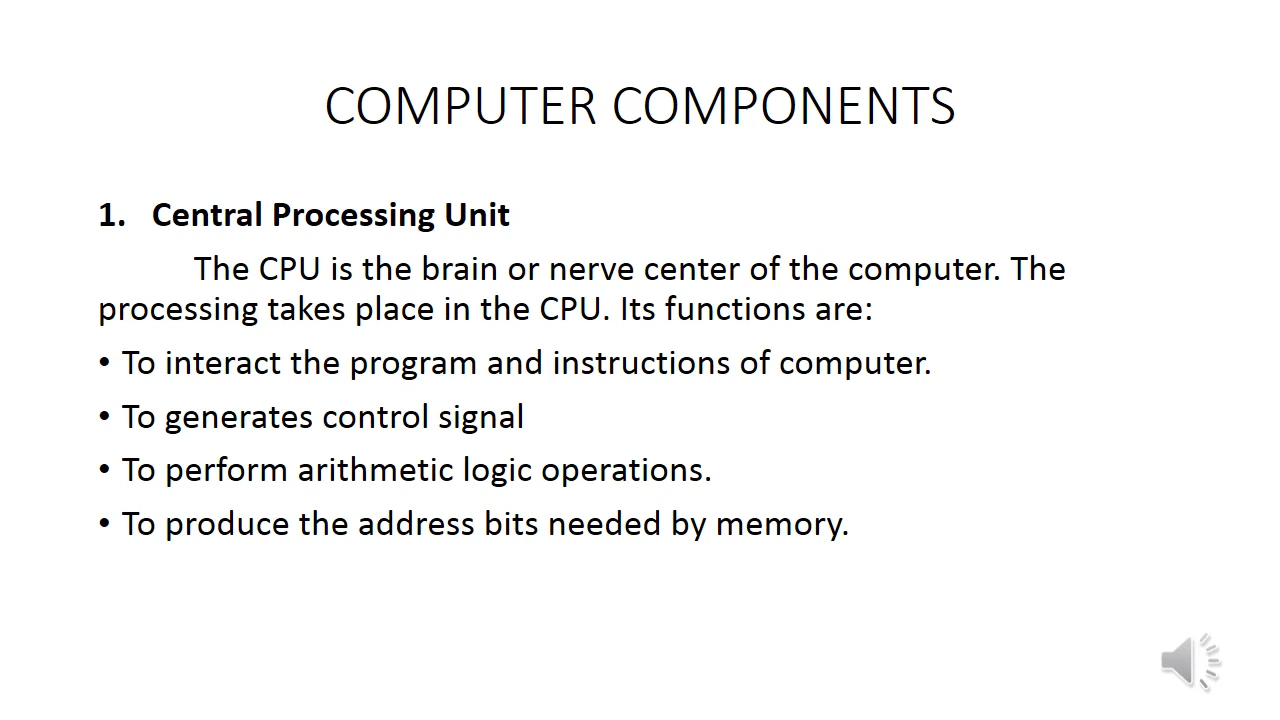 COMPUTER COMPONENTS
1. Central Processing Unit
The CPU is the brain or nerve center of the computer. The
processing takes place in the CPU. Its functions are:
• To interact the program and instructions of computer.
• To generates control signal
• To perform arithmetic logic operations.
• To produce the address bits needed by memory.